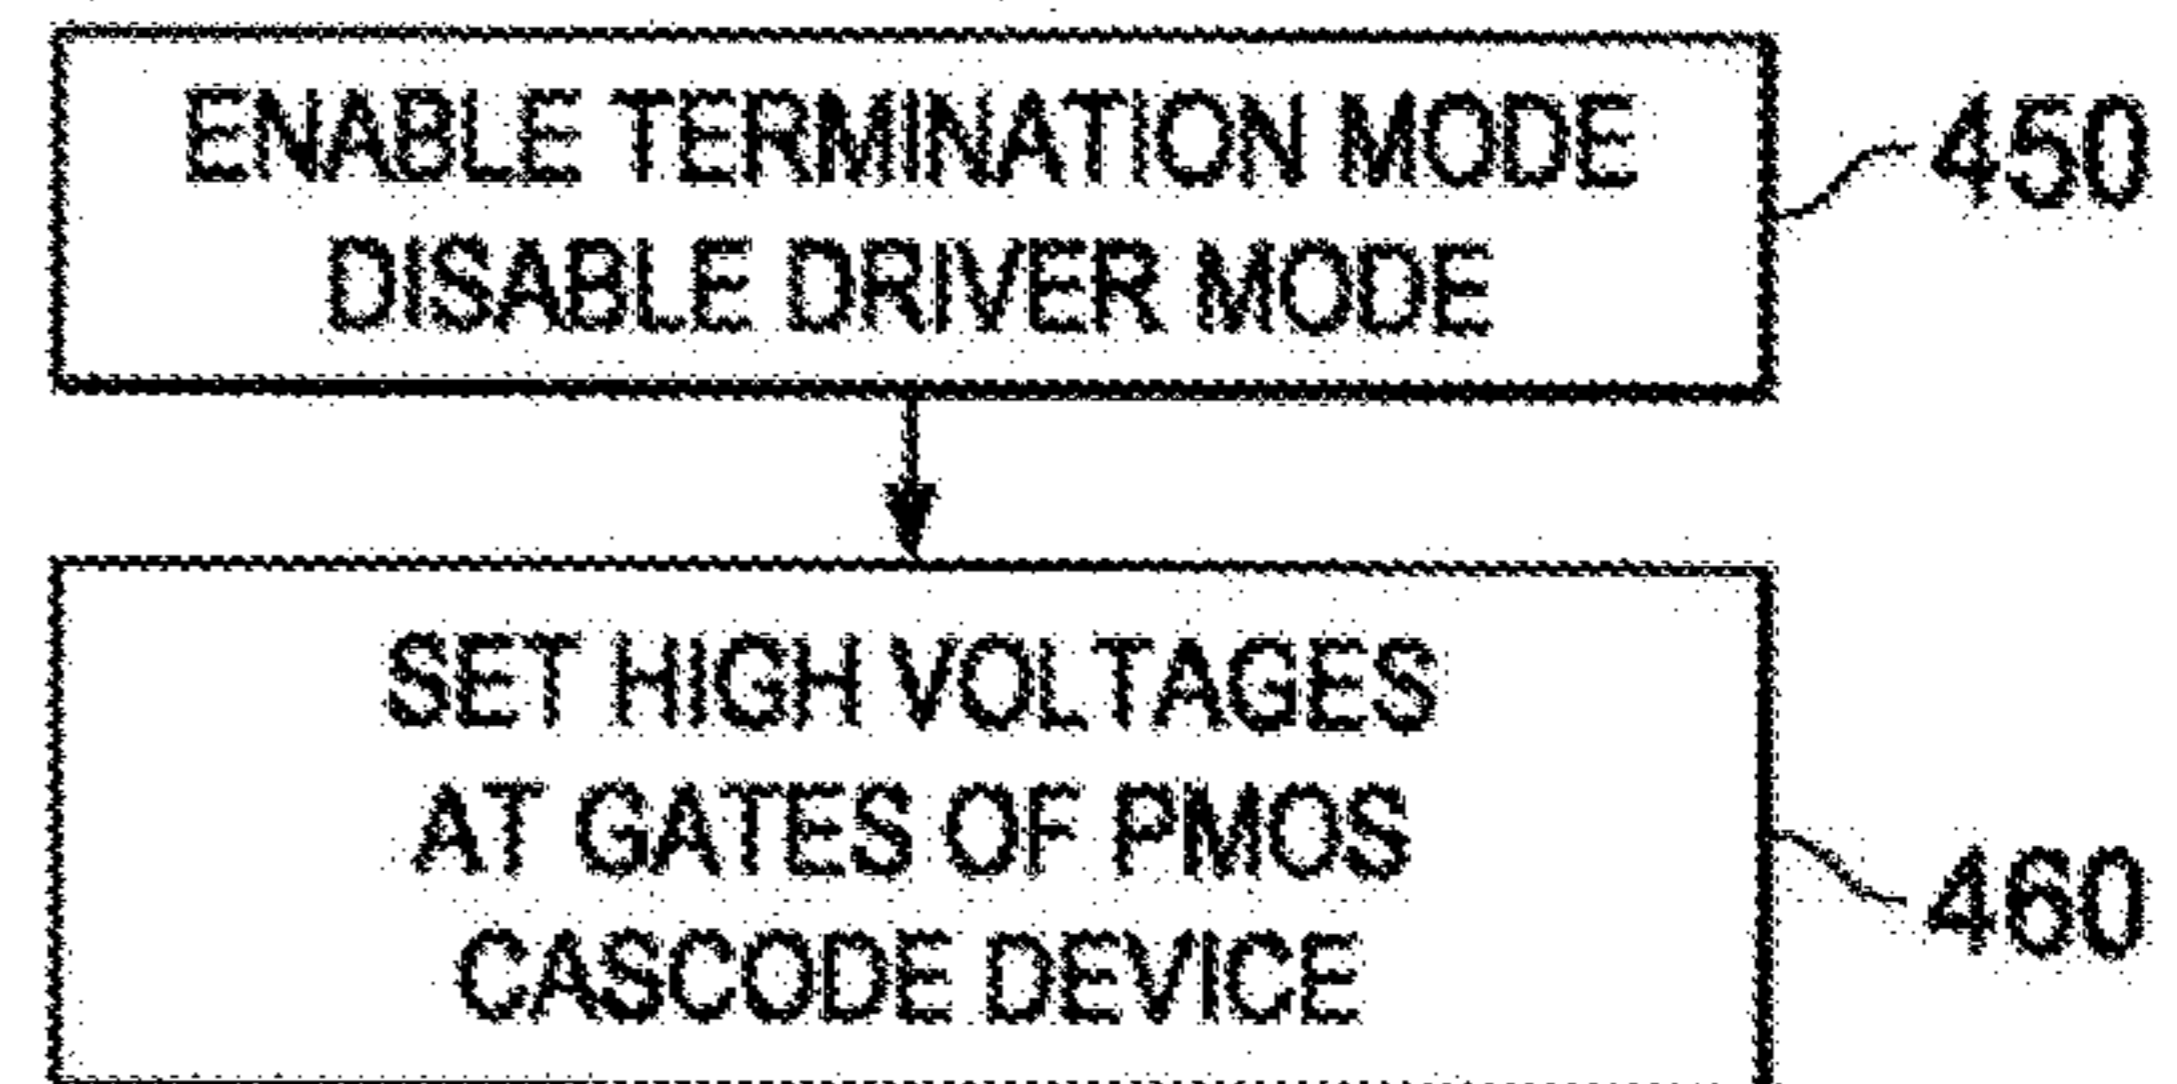 ENABLE TERMINATION MODE
DISABLE DRIVER MODE
450
SET HIGH VOLTAGES
AT GATES OF PMOS
CASCODE DEVICE
460